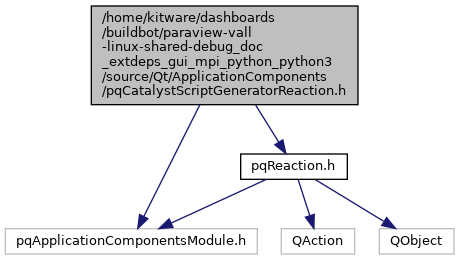 /home/kitware/dashboards
/buildbot/paraview-vall
-linux-shared-debug_doc
_extdeps_gui_mpi_python_python3
/source/Qt/ApplicationComponents
/pqCatalystScriptGeneratorReaction.h
pqReaction.h
pqApplicationComponentsModule.h
QAction
QObject